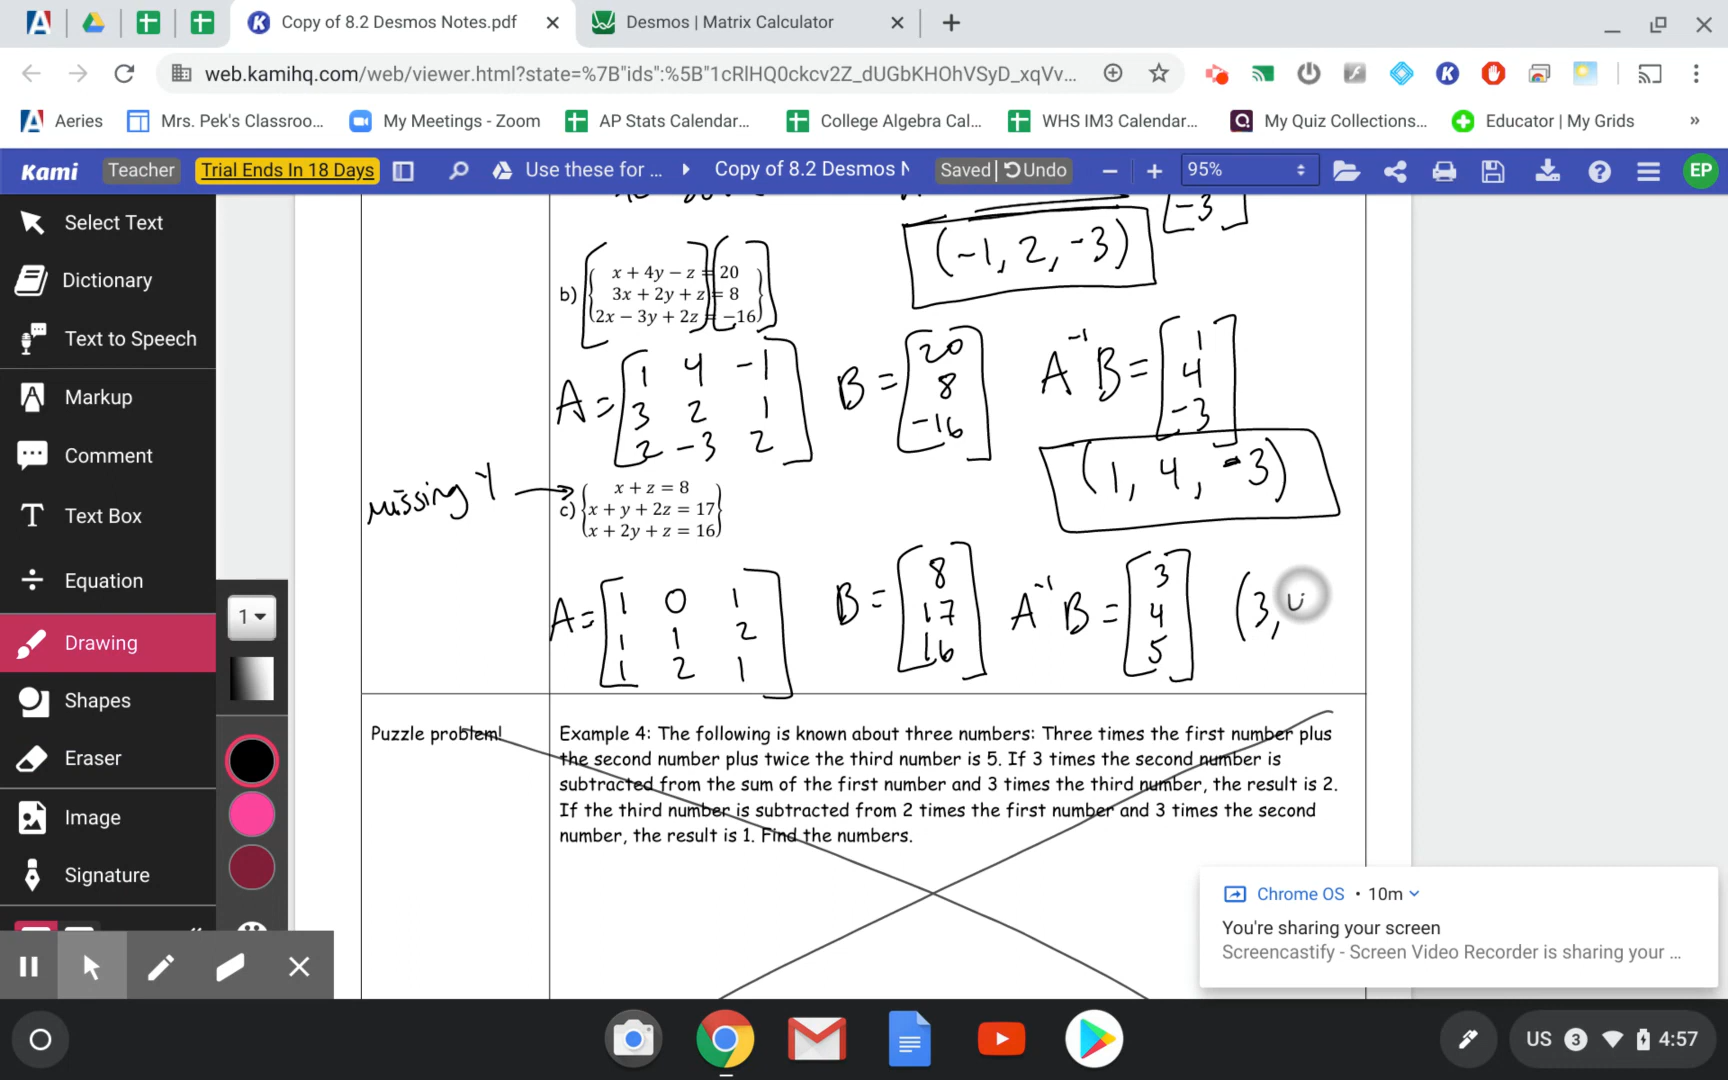 Copy of 8.2 Desmos Notes.pdf
Desmos | Matrix Calculator
web.kamihq.com/web/viewer.html?state=%7B"ids":%5B"1cRlHQ0ckcv2Z_dUGbKHOhVSyD_xqVv...
Aeries
Mrs. Pek's Classroo...
My Meetings - Zoom
AP Stats Calendar...
College Algebra Cal...
WHS IM3 Calendar...
My Quiz Collections...
Educator | My Grids
»
Kami
Teacher
Trial Ends In 18 Days
Use these for ...
Copy of 8.2 Desmos N
Saved | Undo
95%
EP
Select Text
Dictionary
Text to Speech
Markup
Comment
Text Box
Equation
Drawing
Shapes
Eraser
Image
Signature
1
-3
(-1, 2, -3)
b)
x + 4y − z = 20
3x + 2y + z = 8
2x − 3y + 2z = −16
A = [1 4 -1
3 2 1
2 -3 2]
B = [20
8
-16]
A⁻¹B = [1
4
-3]
(1, 4, -3)
missing y
c)
x + z = 8
x + y + 2z = 17
x + 2y + z = 16
A = [1 0 1
1 1 2
1 2 1]
B = [8
17
16]
A⁻¹B = [3
4
5]
(3,
Puzzle problem!
Example 4: The following is known about three numbers: Three times the first number plus
the second number plus twice the third number is 5. If 3 times the second number is
subtracted from the sum of the first number and 3 times the third number, the result is 2.
If the third number is subtracted from 2 times the first number and 3 times the second
number, the result is 1. Find the numbers.
Chrome OS • 10m
You're sharing your screen
Screencastify - Screen Video Recorder is sharing your ...
US 3 4:57